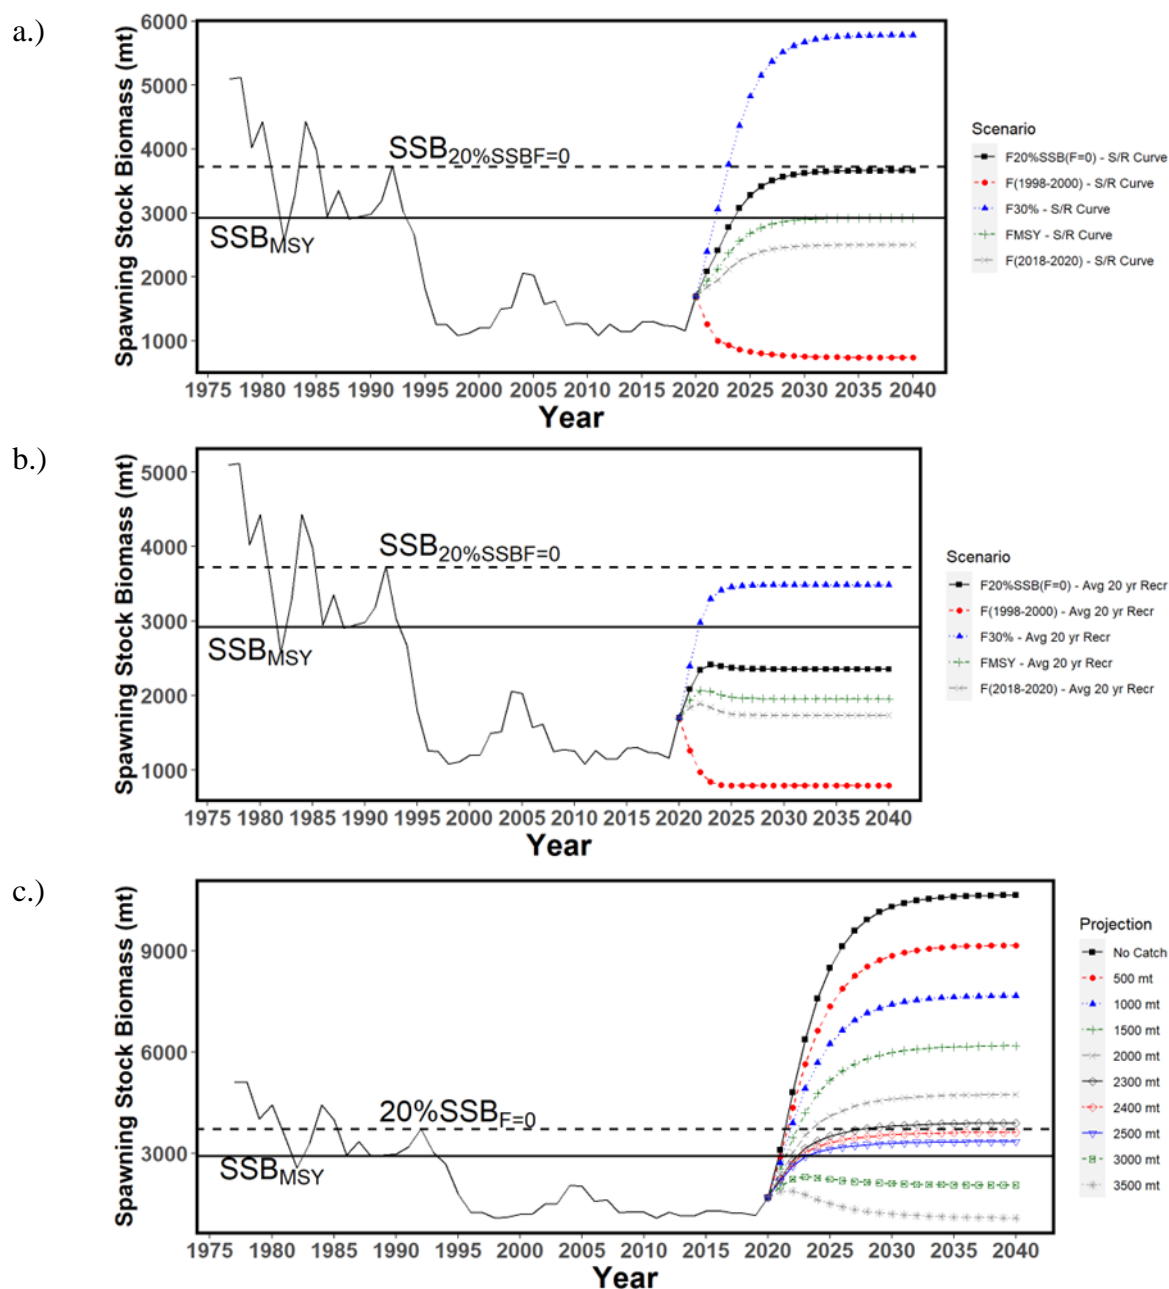 a.)
Spawning Stock Biomass (mt)
6000
5000
4000
3000
2000
1000
SSB20%SSBF=0
SSBMSY
1975 1980 1985 1990 1995 2000 2005 2010 2015 2020 2025 2030 2035 2040
Year
Scenario
F20%SSB(F=0) - S/R Curve
F(1998-2000) - S/R Curve
F30% - S/R Curve
FMSY - S/R Curve
F(2018-2020) - S/R Curve
b.)
Spawning Stock Biomass (mt)
5000
4000
3000
2000
1000
SSB20%SSBF=0
SSBMSY
1975 1980 1985 1990 1995 2000 2005 2010 2015 2020 2025 2030 2035 2040
Year
Scenario
F20%SSB(F=0) - Avg 20 yr Recr
F(1998-2000) - Avg 20 yr Recr
F30% - Avg 20 yr Recr
FMSY - Avg 20 yr Recr
F(2018-2020) - Avg 20 yr Recr
c.)
Spawning Stock Biomass (mt)
9000
6000
3000
20%SSBF=0
SSBMSY
1975 1980 1985 1990 1995 2000 2005 2010 2015 2020 2025 2030 2035 2040
Year
Projection
No Catch
500 mt
1000 mt
1500 mt
2000 mt
2300 mt
2400 mt
2500 mt
3000 mt
3500 mt